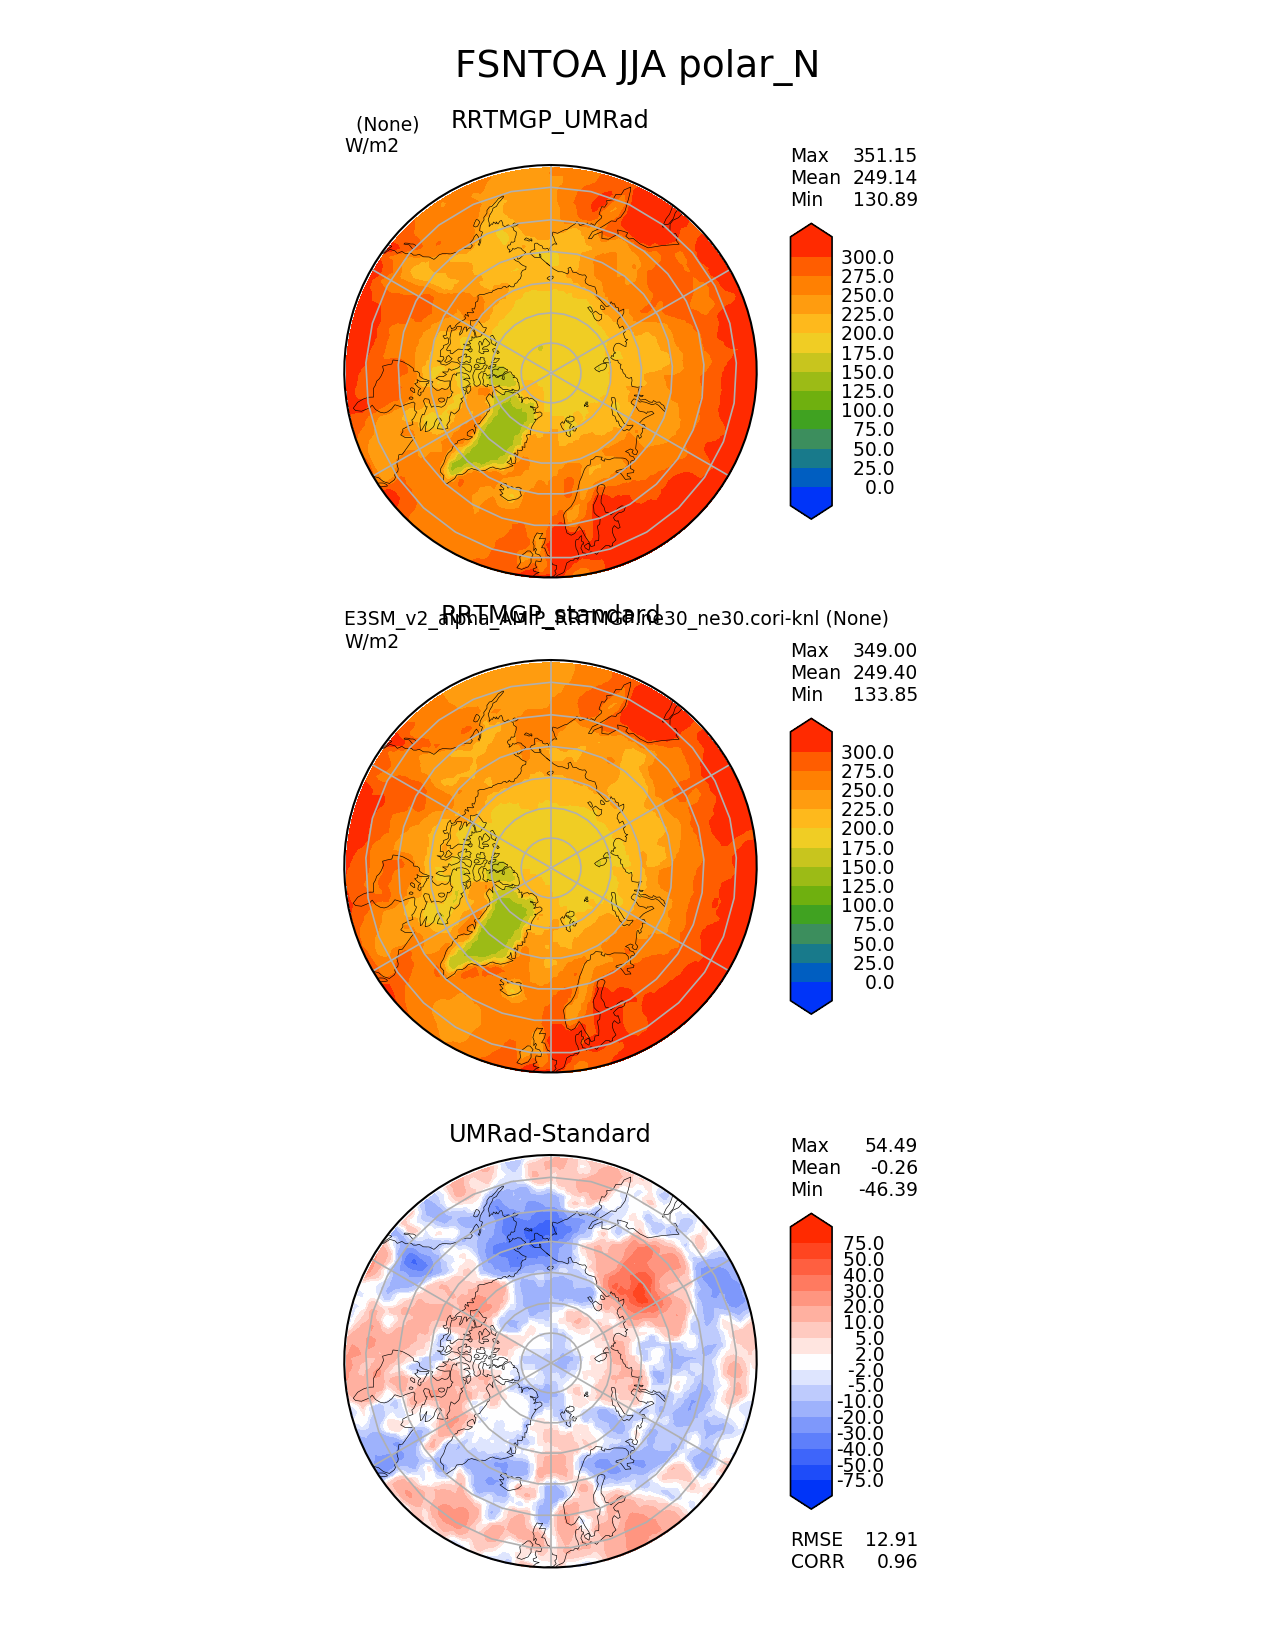 FSNTOA JJA polar_N
(None)
RRTMGP_UMRad
W/m2
Max 351.15
Mean 249.14
Min 130.89
300.0
275.0
250.0
225.0
200.0
175.0
150.0
125.0
100.0
75.0
50.0
25.0
0.0
RRTMGP_standard
E3SM_v2_alpha_AMIP_RRTMGP.ne30_ne30.cori-knl (None)
W/m2
Max 349.00
Mean 249.40
Min 133.85
300.0
275.0
250.0
225.0
200.0
175.0
150.0
125.0
100.0
75.0
50.0
25.0
0.0
UMRad-Standard
Max 54.49
Mean -0.26
Min -46.39
75.0
50.0
40.0
30.0
20.0
10.0
5.0
2.0
-2.0
-5.0
-10.0
-20.0
-30.0
-40.0
-50.0
-75.0
RMSE 12.91
CORR 0.96